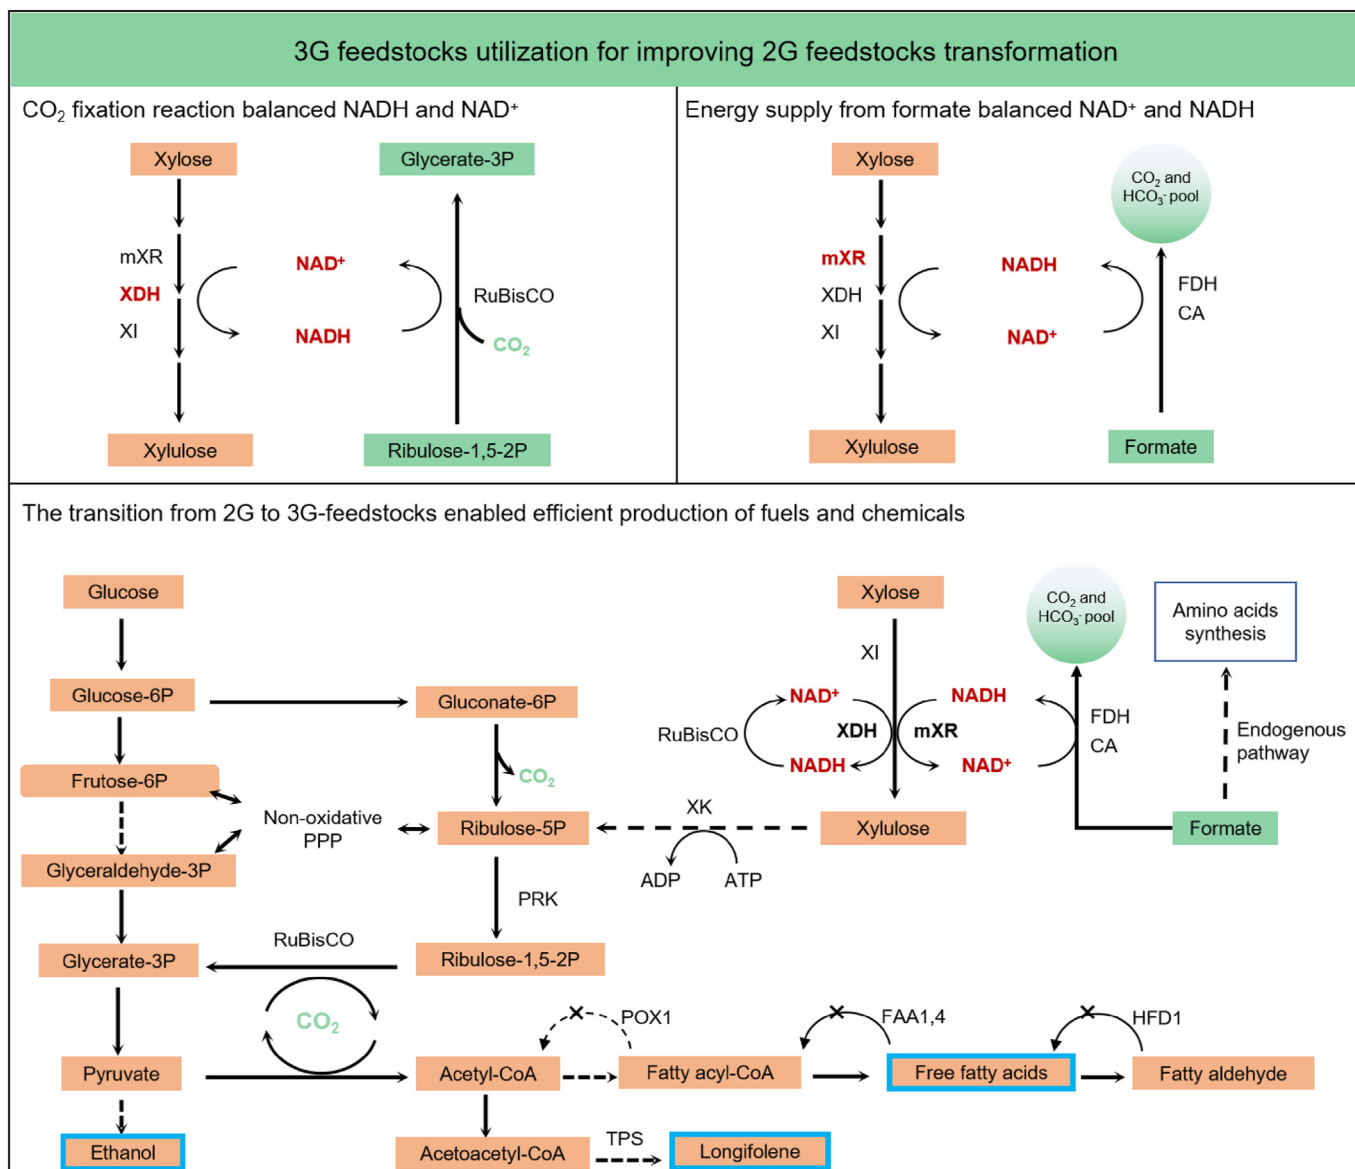 3G feedstocks utilization for improving 2G feedstocks transformation
CO₂ fixation reaction balanced NADH and NAD⁺
Xylose
Glycerate-3P
mXR
XDH
XI
NAD⁺
NADH
RuBisCO
CO₂
Xylulose
Ribulose-1,5-2P
Energy supply from formate balanced NAD⁺ and NADH
Xylose
CO₂ and
HCO₃⁻ pool
mXR
XDH
XI
NADH
NAD⁺
FDH
CA
Xylulose
Formate
The transition from 2G to 3G-feedstocks enabled efficient production of fuels and chemicals
Glucose
Glucose-6P
Gluconate-6P
Frutose-6P
CO₂
Non-oxidative
PPP
Ribulose-5P
Glyceraldehyde-3P
PRK
RuBisCO
Glycerate-3P
Ribulose-1,5-2P
CO₂
Xylose
XI
CO₂ and
HCO₃⁻ pool
Amino acids
synthesis
NAD⁺
NADH
RuBisCO
XDH
mXR
FDH
CA
Endogenous
pathway
NADH
NAD⁺
XK
Xylulose
Formate
ADP
ATP
POX1
FAA1,4
HFD1
Pyruvate
Acetyl-CoA
Fatty acyl-CoA
Free fatty acids
Fatty aldehyde
Ethanol
Acetoacetyl-CoA
TPS
Longifolene